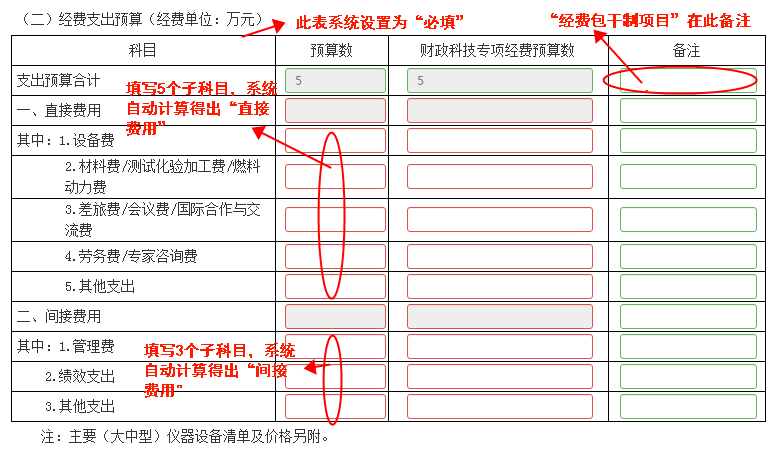 （二）经费支出预算（经费单位：万元）
此表系统设置为“必填”
“经费包干制项目”在此备注
科目
预算数
财政科技专项经费预算数
备注
支出预算合计
5
5
填写5个子科目，系统
自动计算得出“直接
费用”
一、直接费用
其中：1.设备费
2.材料费/测试化验加工费/燃料
动力费
3.差旅费/会议费/国际合作与交
流费
4.劳务费/专家咨询费
5.其他支出
二、间接费用
其中：1.管理费
填写3个子科目，系统
自动计算得出“间接
费用”
2.绩效支出
3.其他支出
注：主要（大中型）仪器设备清单及价格另附。